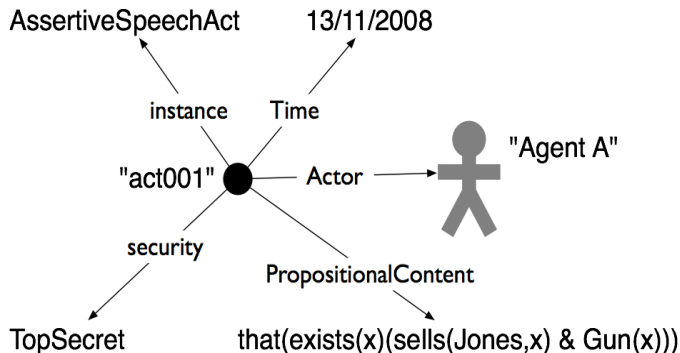 AssertiveSpeechAct 13/11/2008
instance Time
"Agent A"
"act001" Actor
security
PropositionalContent
TopSecret that(exists(x)(sells(Jones,x) & Gun(x)))